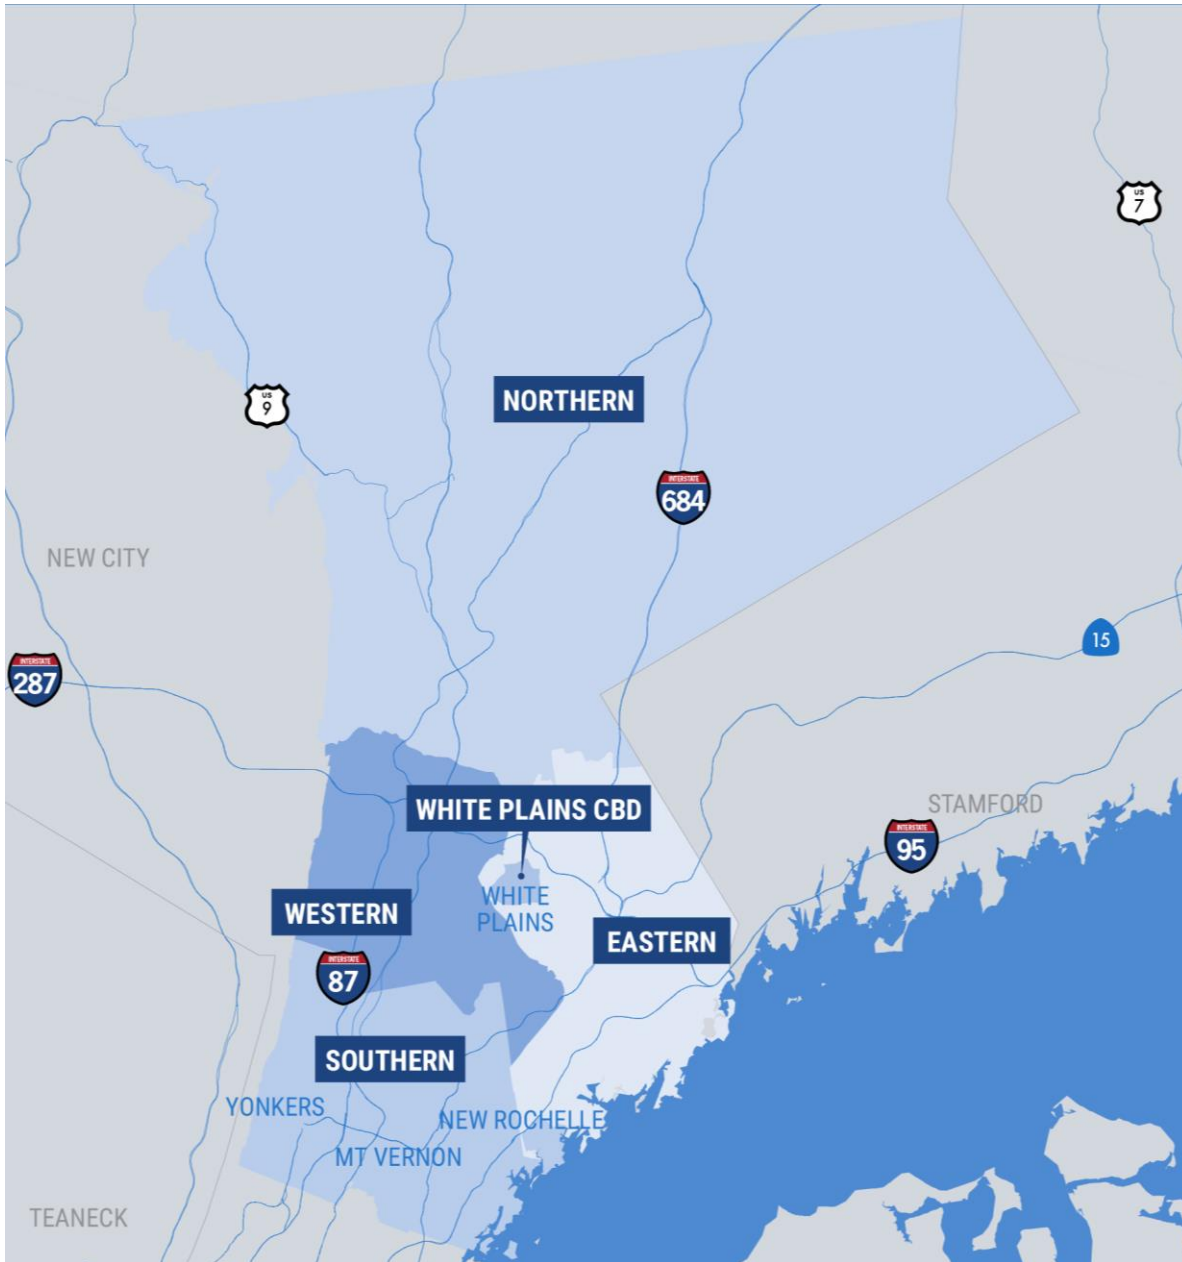 US
7
NORTHERN
US
9
INTERSTATE
684
NEW CITY
15
INTERSTATE
287
WHITE PLAINS CBD
STAMFORD
INTERSTATE
95
WHITE
PLAINS
WESTERN
EASTERN
INTERSTATE
87
SOUTHERN
YONKERS
NEW ROCHELLE
MT VERNON
TEANECK